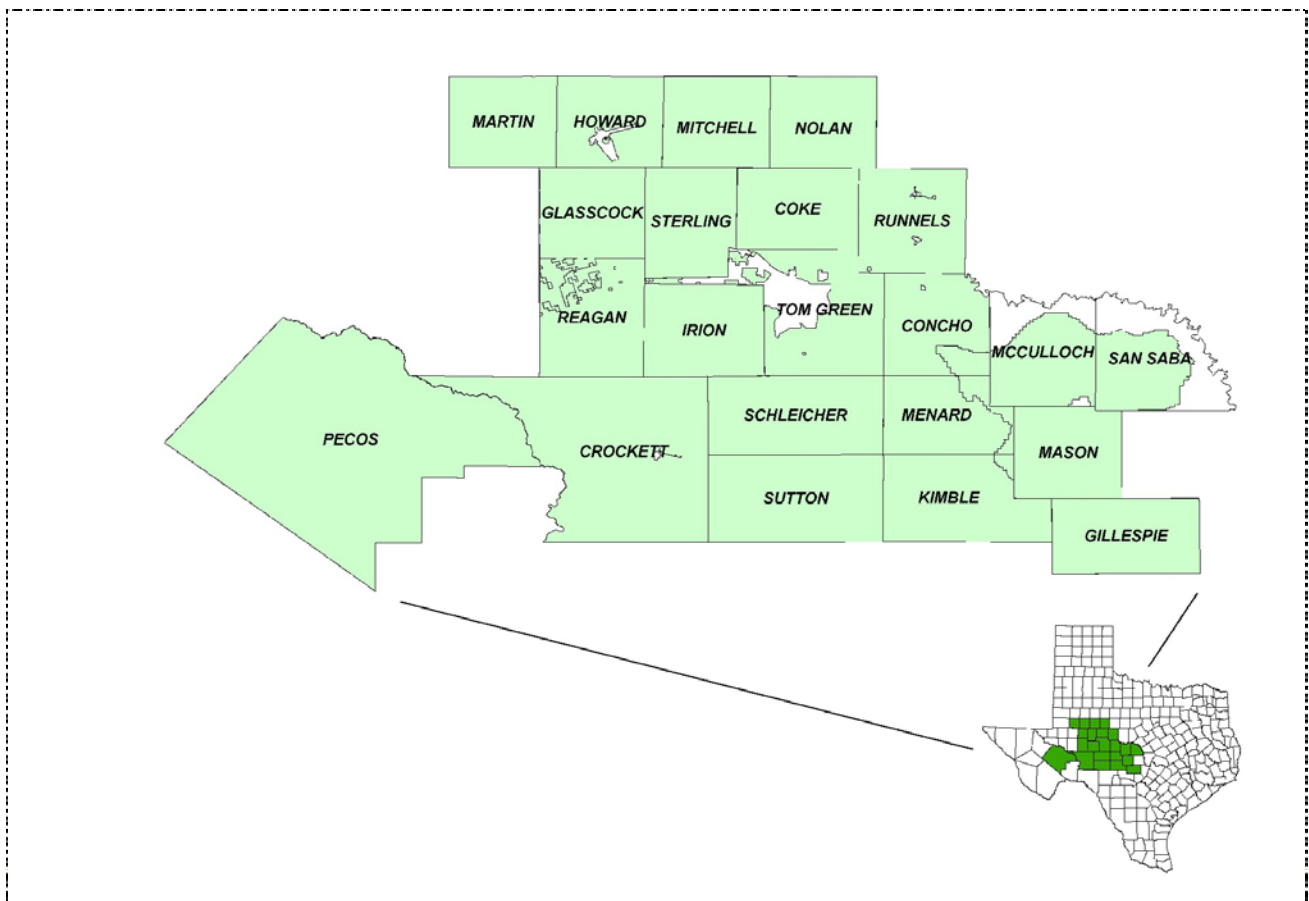 MARTIN
HOWARD
MITCHELL
NOLAN
GLASSCOCK
STERLING
COKE
RUNNELS
REAGAN
IRION
TOM GREEN
CONCHO
MCCULLOCH
SAN SABA
PECOS
CROCKETT
SCHLEICHER
MENARD
MASON
SUTTON
KIMBLE
GILLESPIE